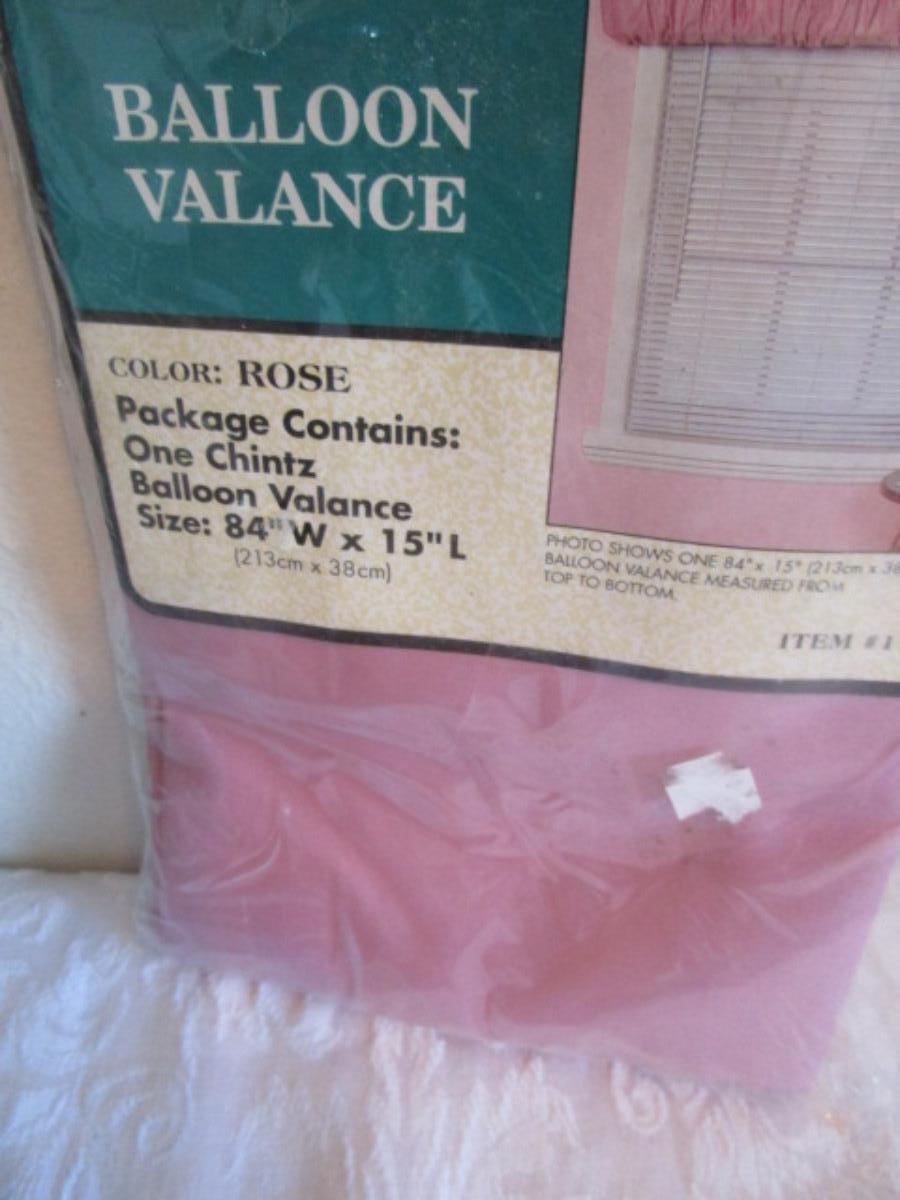 BALLOON
VALANCE
COLOR: ROSE
Package Contains:
One Chintz
Balloon Valance
Size: 84" W x 15" L
(213cm x 38cm)
PHOTO SHOWS ONE 84" x 15" (213cm x 38
BALLOON VALANCE MEASURED FROM
TOP TO BOTTOM.
ITEM #1